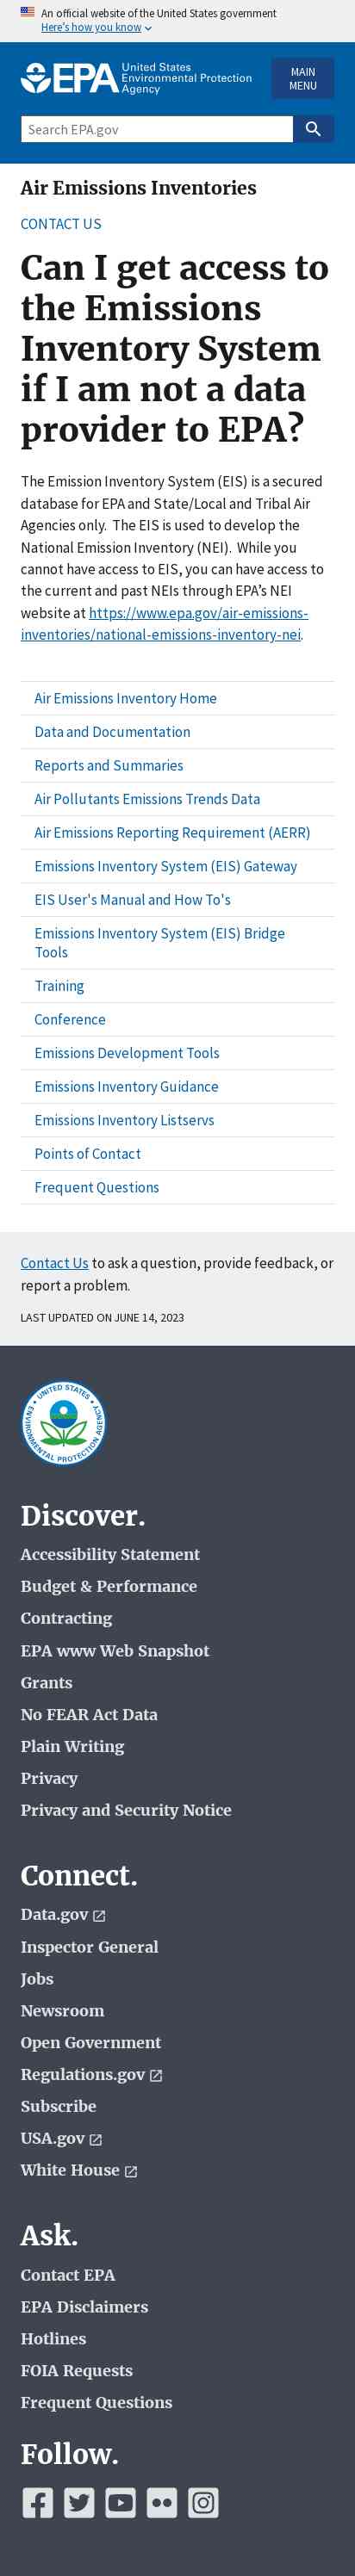 An official website of the United States government
Here's how you know
EPA United States
Environmental Protection
Agency
MAIN
MENU
Search EPA.gov
Air Emissions Inventories
CONTACT US
Can I get access to
the Emissions
Inventory System
if I am not a data
provider to EPA?
The Emission Inventory System (EIS) is a secured
database for EPA and State/Local and Tribal Air
Agencies only. The EIS is used to develop the
National Emission Inventory (NEI). While you
cannot have access to EIS, you can have access to
the current and past NEIs through EPA's NEI
website at https://www.epa.gov/air-emissions-
inventories/national-emissions-inventory-nei.
Air Emissions Inventory Home
Data and Documentation
Reports and Summaries
Air Pollutants Emissions Trends Data
Air Emissions Reporting Requirement (AERR)
Emissions Inventory System (EIS) Gateway
EIS User's Manual and How To's
Emissions Inventory System (EIS) Bridge
Tools
Training
Conference
Emissions Development Tools
Emissions Inventory Guidance
Emissions Inventory Listservs
Points of Contact
Frequent Questions
Contact Us to ask a question, provide feedback, or
report a problem.
LAST UPDATED ON JUNE 14, 2023
UNITED STATES
ENVIRONMENTAL PROTECTION AGENCY
Discover.
Accessibility Statement
Budget & Performance
Contracting
EPA www Web Snapshot
Grants
No FEAR Act Data
Plain Writing
Privacy
Privacy and Security Notice
Connect.
Data.gov
Inspector General
Jobs
Newsroom
Open Government
Regulations.gov
Subscribe
USA.gov
White House
Ask.
Contact EPA
EPA Disclaimers
Hotlines
FOIA Requests
Frequent Questions
Follow.